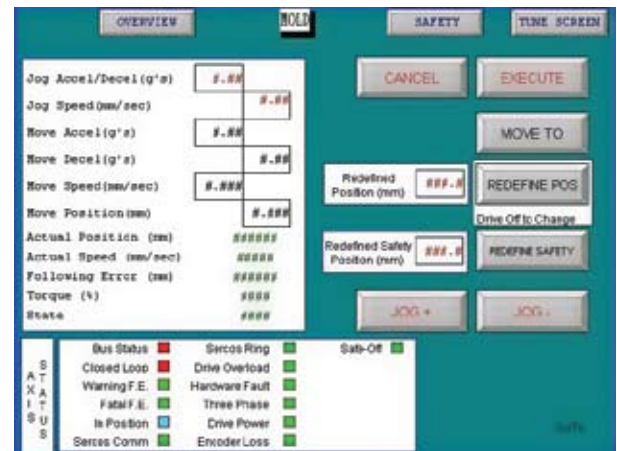 OVERVIEW
MOLD
SAFETY
TUNE SCREEN
Jog Accel/Decel(g's) #.##
Jog Speed(mm/sec) #.##
Move Accel(g's) #.##
Move Decel(g's) #.##
Move Speed(mm/sec) #.###
Move Position(mm) #.###
Actual Position (mm) ######
Actual Speed (mm/sec) #####
Following Error (mm) ######
Torque (%) ####
State ####
CANCEL
EXECUTE
MOVE TO
Redefined
Position (mm)
###.#
REDEFINE POS
Drive Off to Change
Redefined Safety
Position (mm)
###.#
REDEFINE SAFETY
JOG +
JOG -
AXIS
STATUS
Bus Status
Closed Loop
Warning F.E.
Fatal F.E.
In Position
Sercos Comm
Sercos Ring
Drive Overload
Hardware Fault
Three Phase
Drive Power
Encoder Loss
Safe-Off